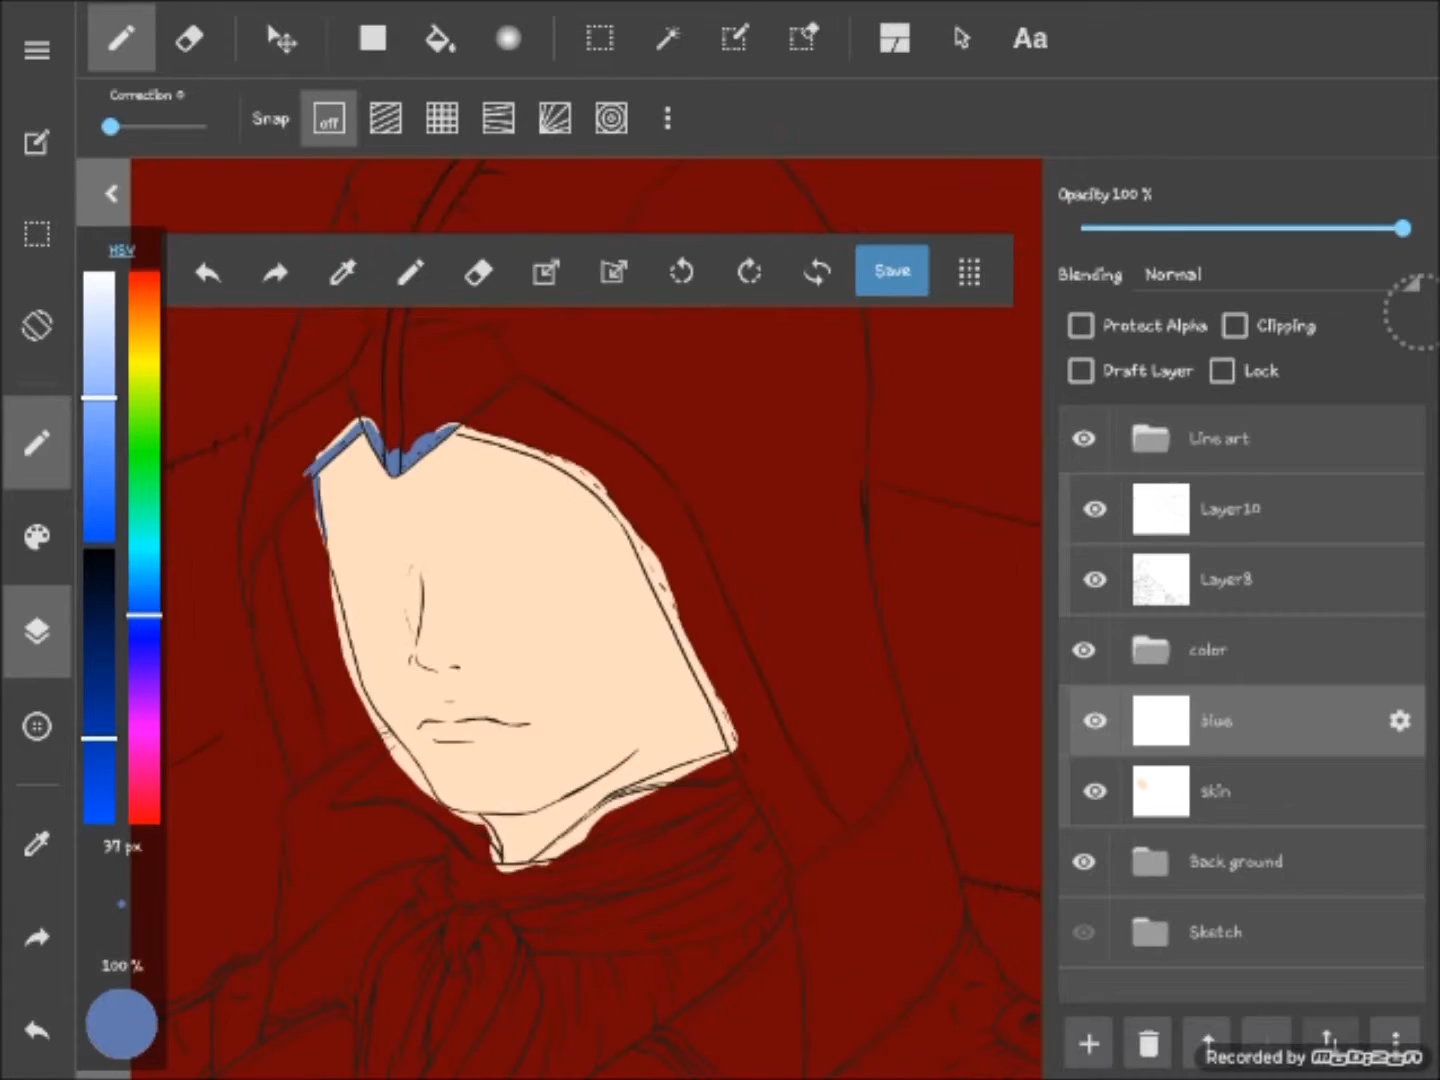 Aa
Correction
Snap
off
HSV
Save
Opacity 100 %
Blending Normal
Protect Alpha
Clipping
Draft Layer
Lock
Line art
Layer10
Layer8
color
blue
skin
Back ground
Sketch
37 px
100 %
Recorded by